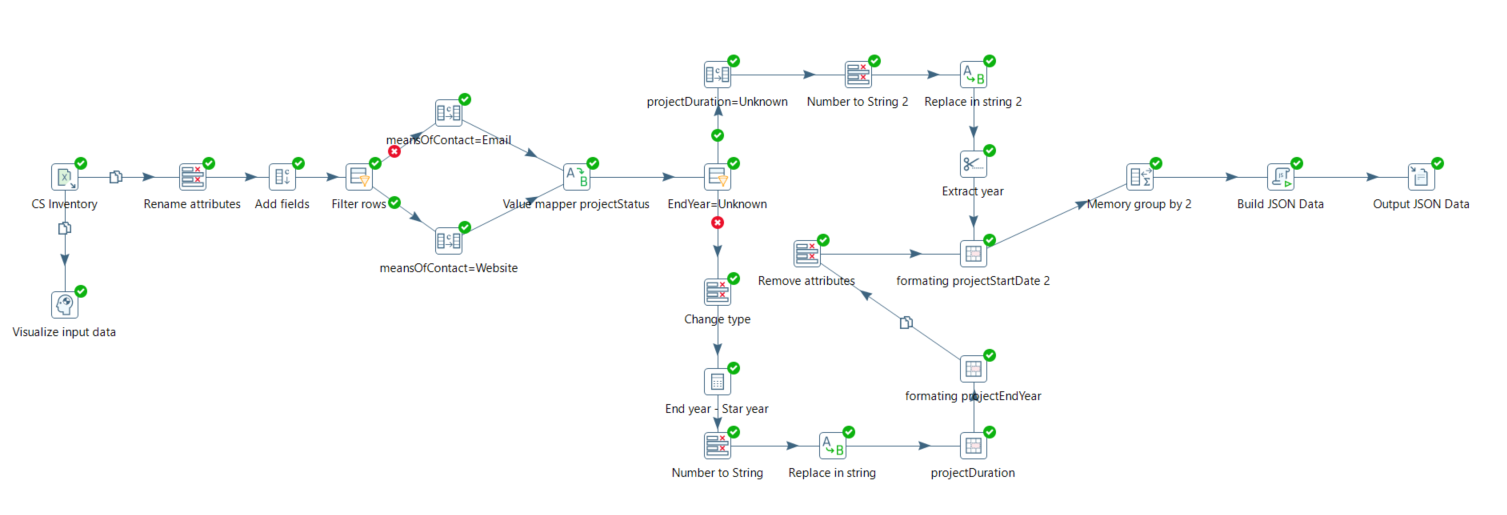 projectDuration=Unknown
Number to String 2
Replace in string 2
meansOfContact=Email
CS Inventory
Rename attributes
Add fields
Filter rows
Value mapper projectStatus
EndYear=Unknown
Extract year
Memory group by 2
Build JSON Data
Output JSON Data
meansOfContact=Website
Remove attributes
formating projectStartDate 2
Visualize input data
Change type
formating projectEndYear
End year - Star year
Number to String
Replace in string
projectDuration